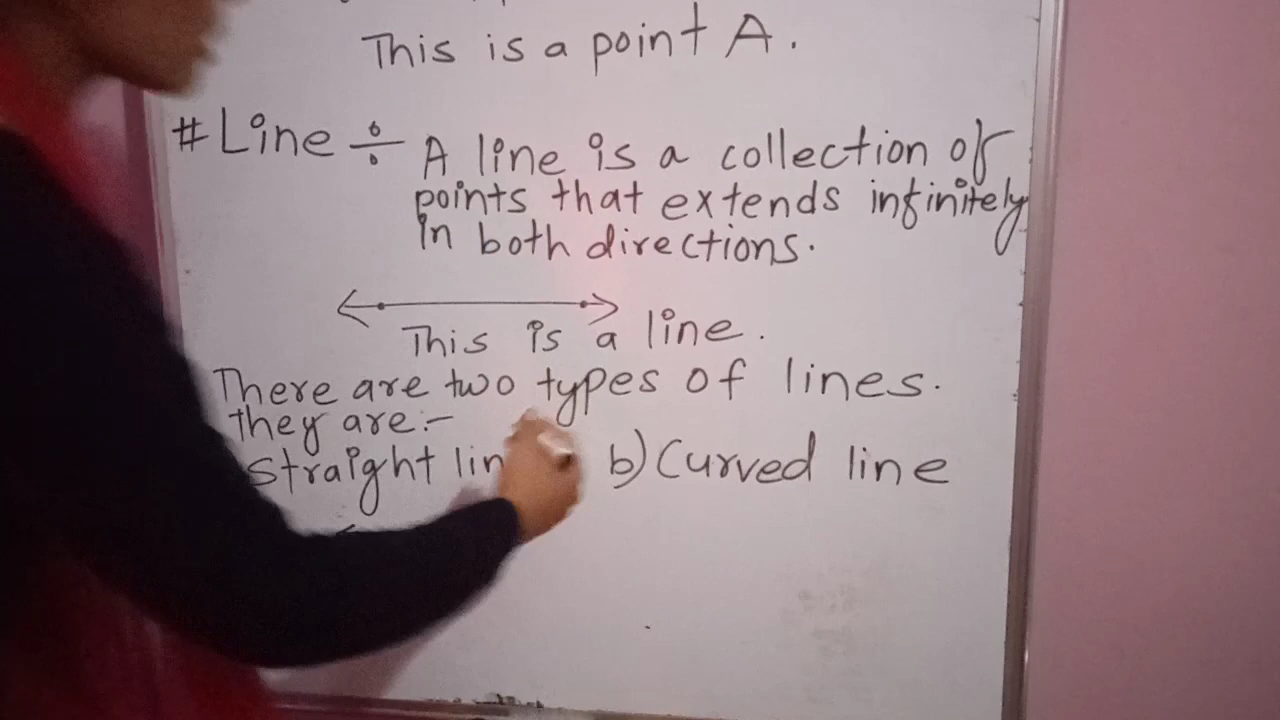 This is a point A.
# Line ÷ A line is a collection of
points that extends infinitely
in both directions.
This is a line.
There are two types of lines.
they are:-
straight lin b) Curved line